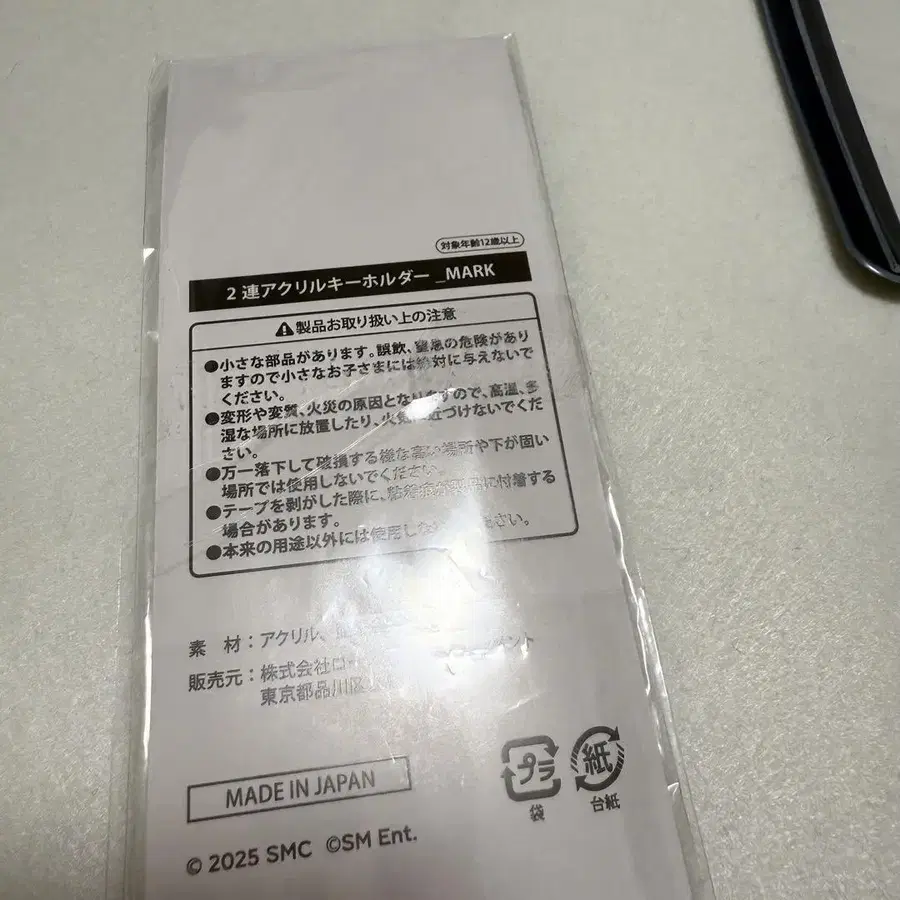 対象年齢12歳以上
2連アクリルキーホルダー _MARK
製品お取り扱い上の注意
●小さな部品があります。誤飲、窒息の危険があり
ますので小さなお子さまには絶対に与えないで
ください。
●変形や変質、火災の原因となりますので、高温、多
湿な場所に放置したり、火気に近づけないでくだ
さい。
●万一落下して破損する様な高い場所や下が固い
場所では使用しないでください。
●テープを剥がした際に、粘着痕が製品に付着する
場合があります。
●本来の用途以外には使用しないでください。
素 材：アクリル、
販売元：株式会社
東京都品川区
MADE IN JAPAN
プラ
袋
紙
台紙
© 2025 SMC ©SM Ent.